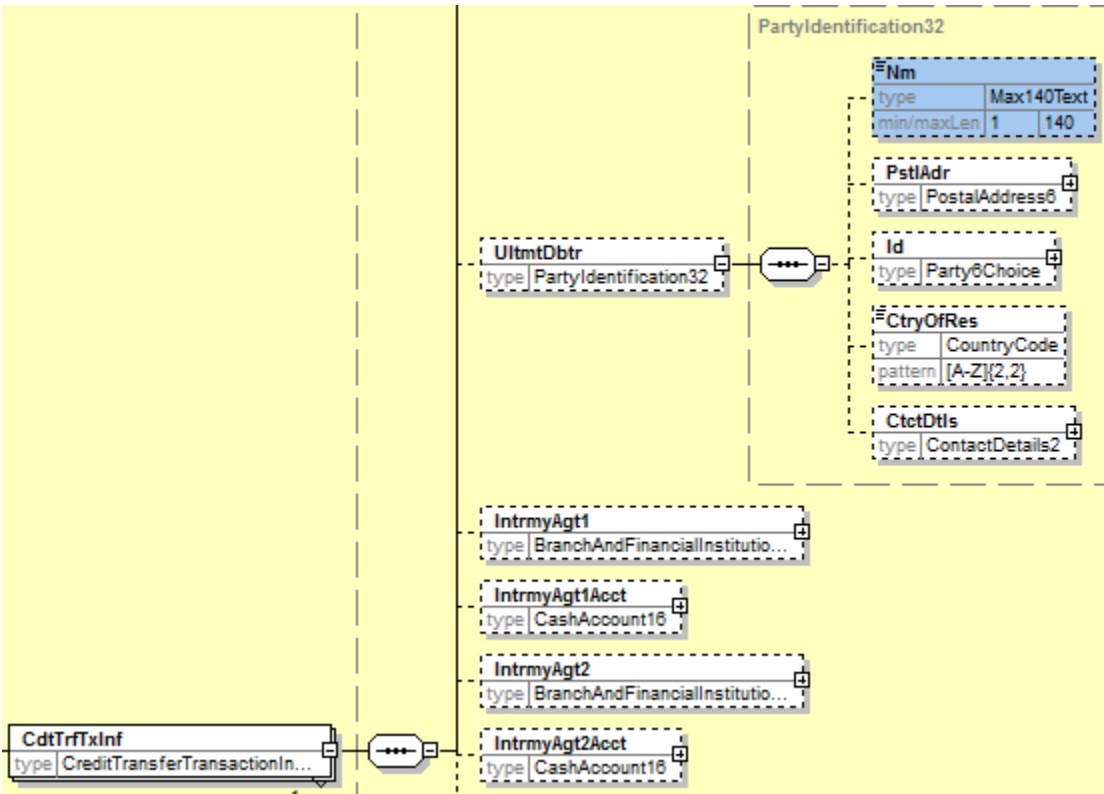 PartyIdentification32
Nm
type Max140Text
min/maxLen 1 140
PstlAdr
type PostalAddress6
UltmtDbtr
type PartyIdentification32
Id
type Party6Choice
CtryOfRes
type CountryCode
pattern [A-Z]{2,2}
CtctDtls
type ContactDetails2
IntrmyAgt1
type BranchAndFinancialInstitutio...
IntrmyAgt1Acct
type CashAccount16
IntrmyAgt2
type BranchAndFinancialInstitutio...
CdtTrfTxInf
type CreditTransferTransactionIn...
IntrmyAgt2Acct
type CashAccount16